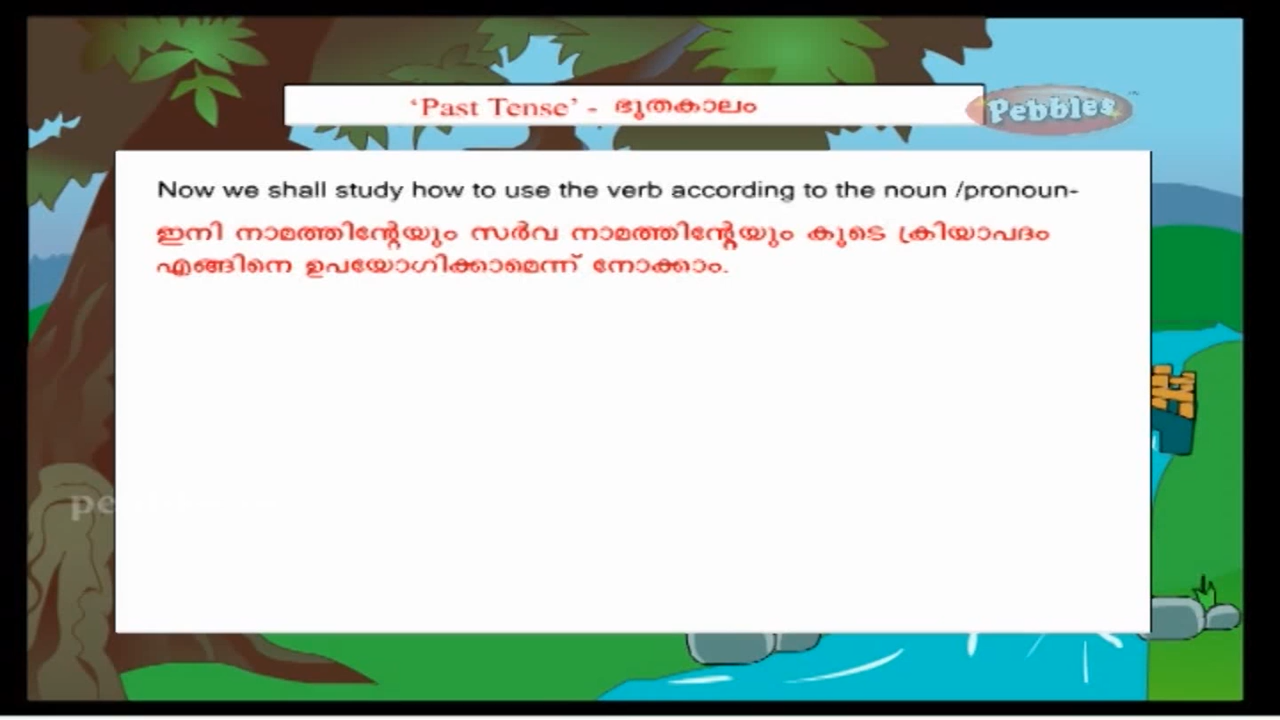 'Past Tense' - ഭൂതകാലം
Pebbles
Now we shall study how to use the verb according to the noun /pronoun-
ഇനി നാമത്തിന്റേയും സർവ നാമത്തിന്റേയും കൂടെ ക്രിയാപദം
എങ്ങിനെ ഉപയോഗിക്കാമെന്ന് നോക്കാം.